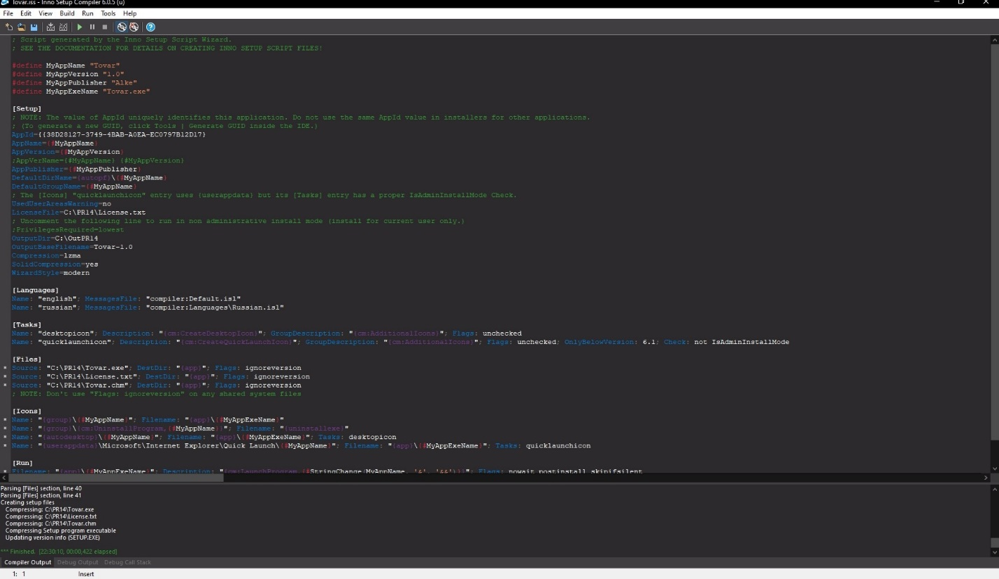 Tovar.iss - Inno Setup Compiler 6.0.5 (u)
File Edit View Build Run Tools Help
; Script generated by the Inno Setup Script Wizard.
; SEE THE DOCUMENTATION FOR DETAILS ON CREATING INNO SETUP SCRIPT FILES!
#define MyAppName "Tovar"
#define MyAppVersion "1.0"
#define MyAppPublisher "Alke"
#define MyAppExeName "Tovar.exe"
[Setup]
; NOTE: The value of AppId uniquely identifies this application. Do not use the same AppId value in installers for other applications.
; (To generate a new GUID, click Tools | Generate GUID inside the IDE.)
AppId={{38D28127-3749-4BAB-A0EA-EC0797B12D17}
AppName={#MyAppName}
AppVersion={#MyAppVersion}
;AppVerName={#MyAppName} {#MyAppVersion}
AppPublisher={#MyAppPublisher}
DefaultDirName={autopf}\{#MyAppName}
DefaultGroupName={#MyAppName}
; The [Icons] "quicklaunchicon" entry uses {userappdata} but its [Tasks] entry has a proper IsAdminInstallMode Check.
UsedUserAreasWarning=no
LicenseFile=C:\PR14\License.txt
; Uncomment the following line to run in non administrative install mode (install for current user only.)
;PrivilegesRequired=lowest
OutputDir=C:\OutPR14
OutputBaseFilename=Tovar-1.0
Compression=lzma
SolidCompression=yes
WizardStyle=modern
[Languages]
Name: "english"; MessagesFile: "compiler:Default.isl"
Name: "russian"; MessagesFile: "compiler:Languages\Russian.isl"
[Tasks]
Name: "desktopicon"; Description: "{cm:CreateDesktopIcon}"; GroupDescription: "{cm:AdditionalIcons}"; Flags: unchecked
Name: "quicklaunchicon"; Description: "{cm:CreateQuickLaunchIcon}"; GroupDescription: "{cm:AdditionalIcons}"; Flags: unchecked; OnlyBelowVersion: 6.1; Check: not IsAdminInstallMode
[Files]
Source: "C:\PR14\Tovar.exe"; DestDir: "{app}"; Flags: ignoreversion
Source: "C:\PR14\License.txt"; DestDir: "{app}"; Flags: ignoreversion
Source: "C:\PR14\Tovar.chm"; DestDir: "{app}"; Flags: ignoreversion
; NOTE: Don't use "Flags: ignoreversion" on any shared system files
[Icons]
Name: "{group}\{#MyAppName}"; Filename: "{app}\{#MyAppExeName}"
Name: "{group}\{cm:UninstallProgram,{#MyAppName}}"; Filename: "{uninstallexe}"
Name: "{autodesktop}\{#MyAppName}"; Filename: "{app}\{#MyAppExeName}"; Tasks: desktopicon
Name: "{userappdata}\Microsoft\Internet Explorer\Quick Launch\{#MyAppName}"; Filename: "{app}\{#MyAppExeName}"; Tasks: quicklaunchicon
[Run]
Filename: "{app}\{#MyAppExeName}"; Description: "{cm:LaunchProgram,{#StringChange(MyAppName, '&', '&&')}}"; Flags: nowait postinstall skipifsilent
Parsing [Files] section, line 40
Parsing [Files] section, line 41
Creating setup files
Compressing: C:\PR14\Tovar.exe
Compressing: C:\PR14\License.txt
Compressing: C:\PR14\Tovar.chm
Compressing Setup program executable
Updating version info (SETUP.EXE)
*** Finished. [22:30:10, 00:00,422 elapsed]
Compiler Output Debug Output Debug Call Stack
1: 1 Insert